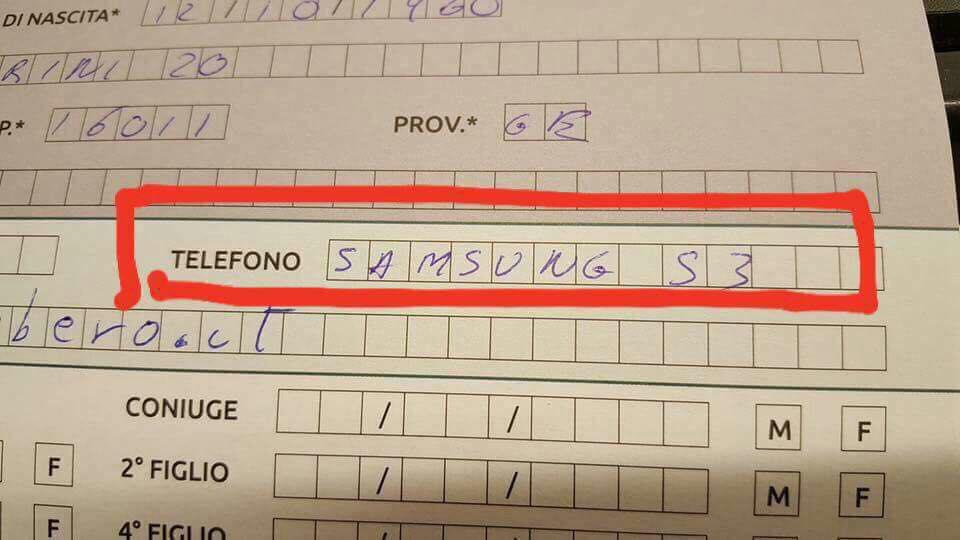 DI NASCITA* 12/10/1960
RINI 20
P.* 16011 PROV.* GE
TELEFONO SAMSUNG S3
bero.it
CONIUGE / / M F
F 2° FIGLIO / / M F
F 4° FIGLIO